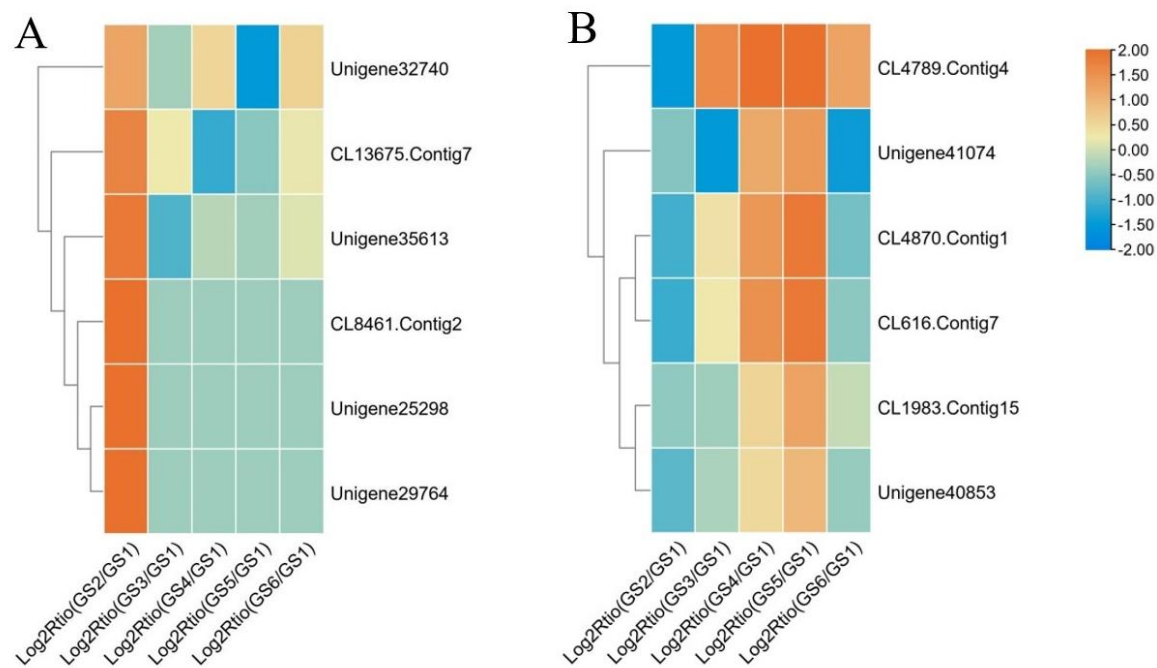 A
Unigene32740
CL13675.Contig7
Unigene35613
CL8461.Contig2
Unigene25298
Unigene29764
Log2Rtio(GS2/GS1)
Log2Rtio(GS3/GS1)
Log2Rtio(GS4/GS1)
Log2Rtio(GS5/GS1)
Log2Rtio(GS6/GS1)
B
CL4789.Contig4
Unigene41074
CL4870.Contig1
CL616.Contig7
CL1983.Contig15
Unigene40853
Log2Rtio(GS2/GS1)
Log2Rtio(GS3/GS1)
Log2Rtio(GS4/GS1)
Log2Rtio(GS5/GS1)
Log2Rtio(GS6/GS1)
2.00
1.50
1.00
0.50
0.00
-0.50
-1.00
-1.50
-2.00